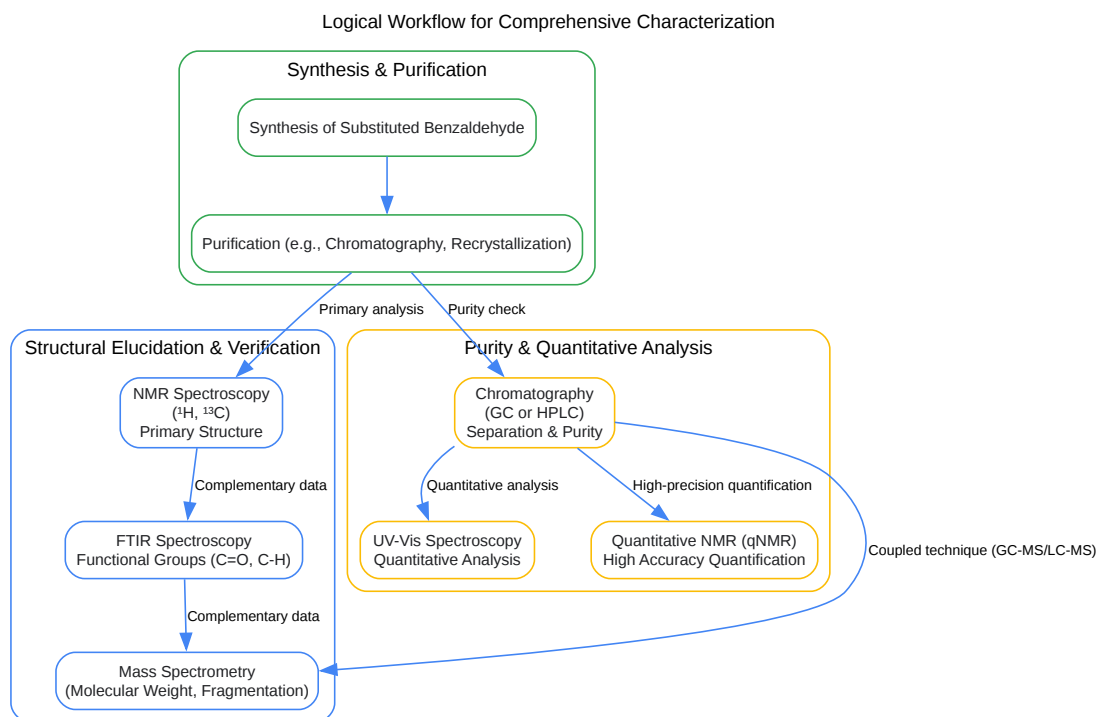 Logical Workflow for Comprehensive Characterization
Synthesis & Purification
Synthesis of Substituted Benzaldehyde
Purification (e.g., Chromatography, Recrystallization)
Primary analysis
Purity check
Structural Elucidation & Verification
NMR Spectroscopy
(¹H, ¹³C)
Primary Structure
Complementary data
FTIR Spectroscopy
Functional Groups (C=O, C-H)
Complementary data
Mass Spectrometry
(Molecular Weight, Fragmentation)
Purity & Quantitative Analysis
Chromatography
(GC or HPLC)
Separation & Purity
Quantitative analysis
High-precision quantification
UV-Vis Spectroscopy
Quantitative Analysis
Quantitative NMR (qNMR)
High Accuracy Quantification
Coupled technique (GC-MS/LC-MS)